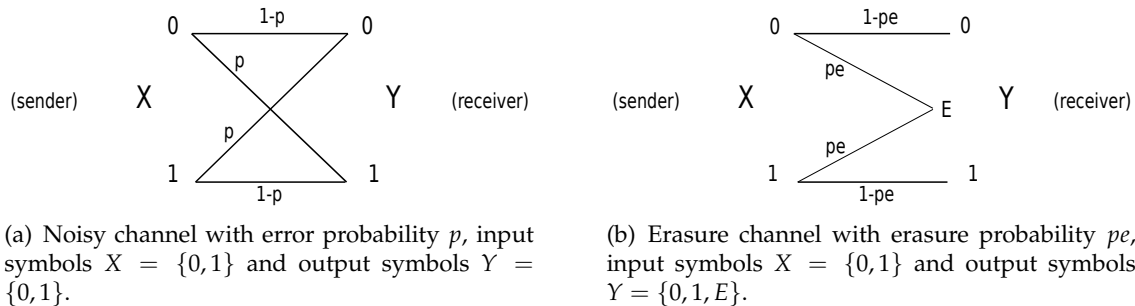 0 1-p 0
p
(sender) X Y (receiver)
p
1 1-p 1
(a) Noisy channel with error probability p, input
symbols X = {0, 1} and output symbols Y =
{0, 1}.
0 1-pe 0
pe
(sender) X E Y (receiver)
pe
1 1-pe 1
(b) Erasure channel with erasure probability pe,
input symbols X = {0, 1} and output symbols
Y = {0, 1, E}.